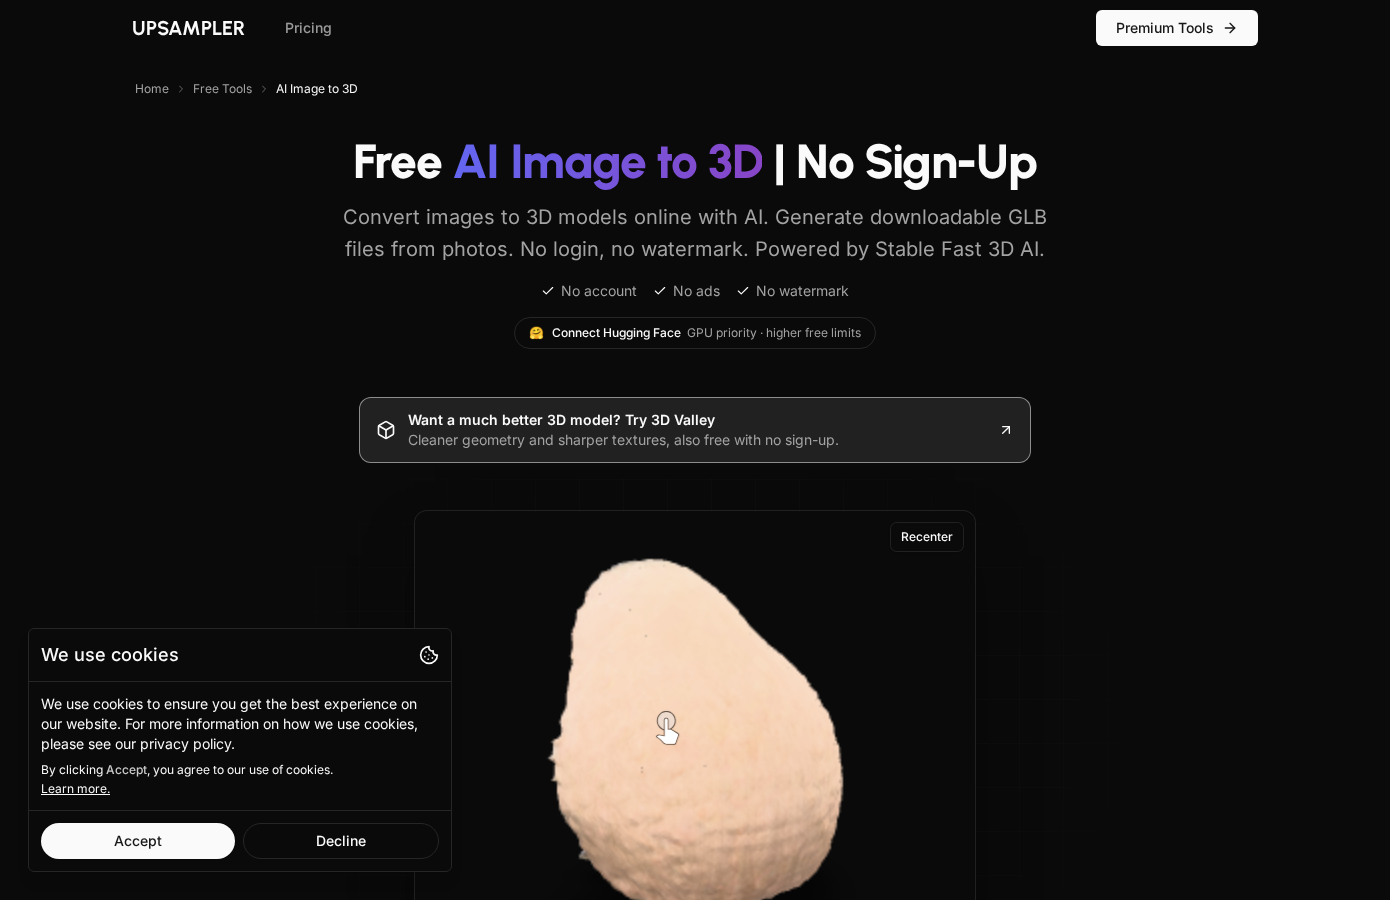 UPSAMPLER
Pricing
Premium Tools
Home
Free Tools
AI Image to 3D
Free AI Image to 3D | No Sign-Up
Convert images to 3D models online with AI. Generate downloadable GLB
files from photos. No login, no watermark. Powered by Stable Fast 3D AI.
No account
No ads
No watermark
Connect Hugging Face GPU priority · higher free limits
Want a much better 3D model? Try 3D Valley
Cleaner geometry and sharper textures, also free with no sign-up.
Recenter
We use cookies
We use cookies to ensure you get the best experience on
our website. For more information on how we use cookies,
please see our privacy policy.
By clicking Accept, you agree to our use of cookies.
Learn more.
Accept
Decline